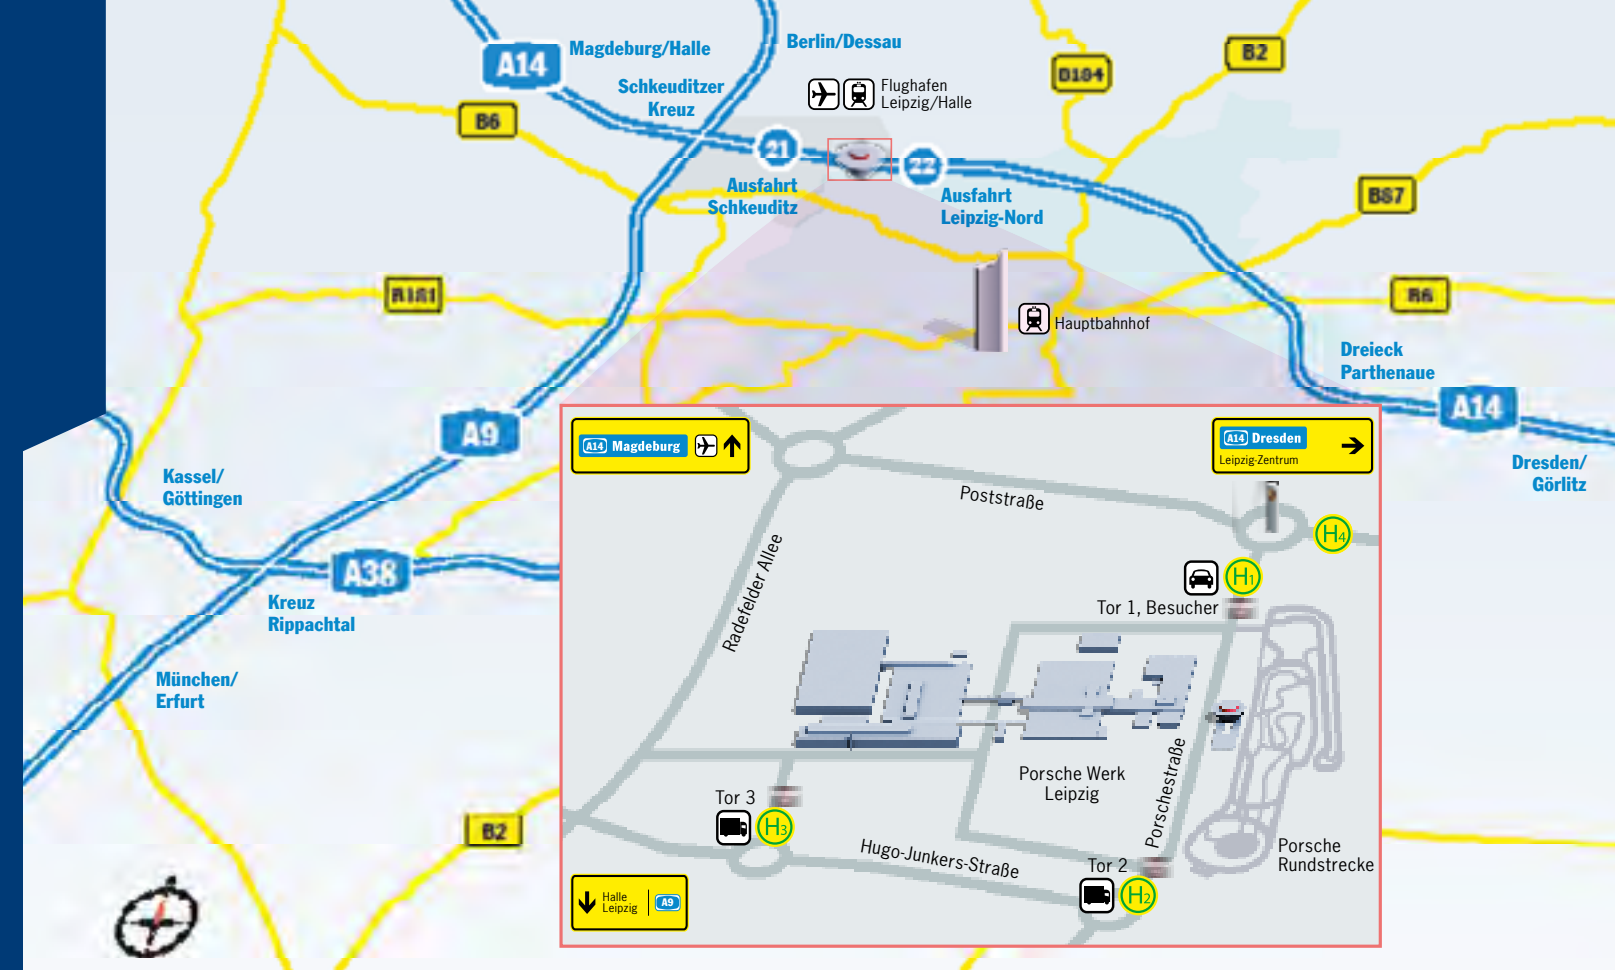 A14
Magdeburg/Halle
Berlin/Dessau
Schkeuditzer
Kreuz
Flughafen
Leipzig/Halle
B184
B2
B6
21
22
Ausfahrt
Schkeuditz
Ausfahrt
Leipzig-Nord
B87
B181
B6
Hauptbahnhof
Dreieck
Parthenaue
A14
A9
Kassel/
Göttingen
Dresden/
Görlitz
A38
Kreuz
Rippachtal
München/
Erfurt
B2
A14 Magdeburg
A14 Dresden
Leipzig-Zentrum
Poststraße
H4
Radefelder Allee
H1
Tor 1, Besucher
Porsche Werk
Leipzig
Porschestraße
Tor 3
H3
Hugo-Junkers-Straße
Tor 2
H2
Porsche
Rundstrecke
Halle
Leipzig
A9